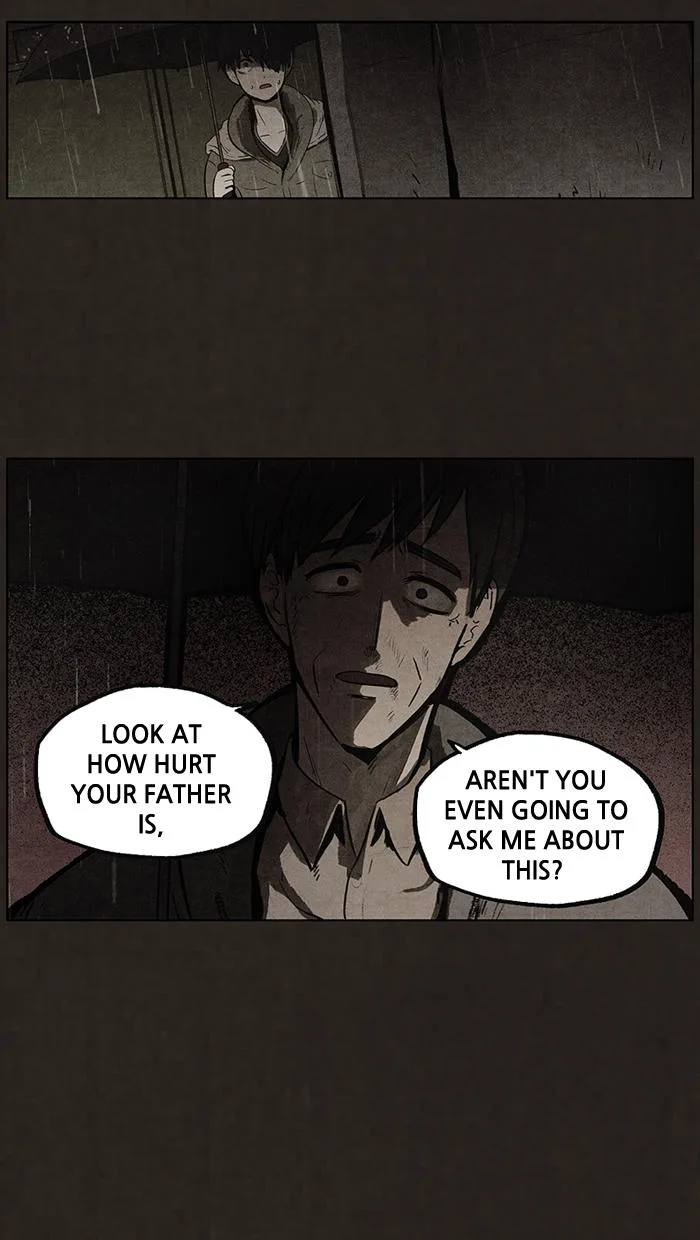 LOOK AT
HOW HURT
YOUR FATHER
IS,
AREN'T YOU
EVEN GOING TO
ASK ME ABOUT
THIS?